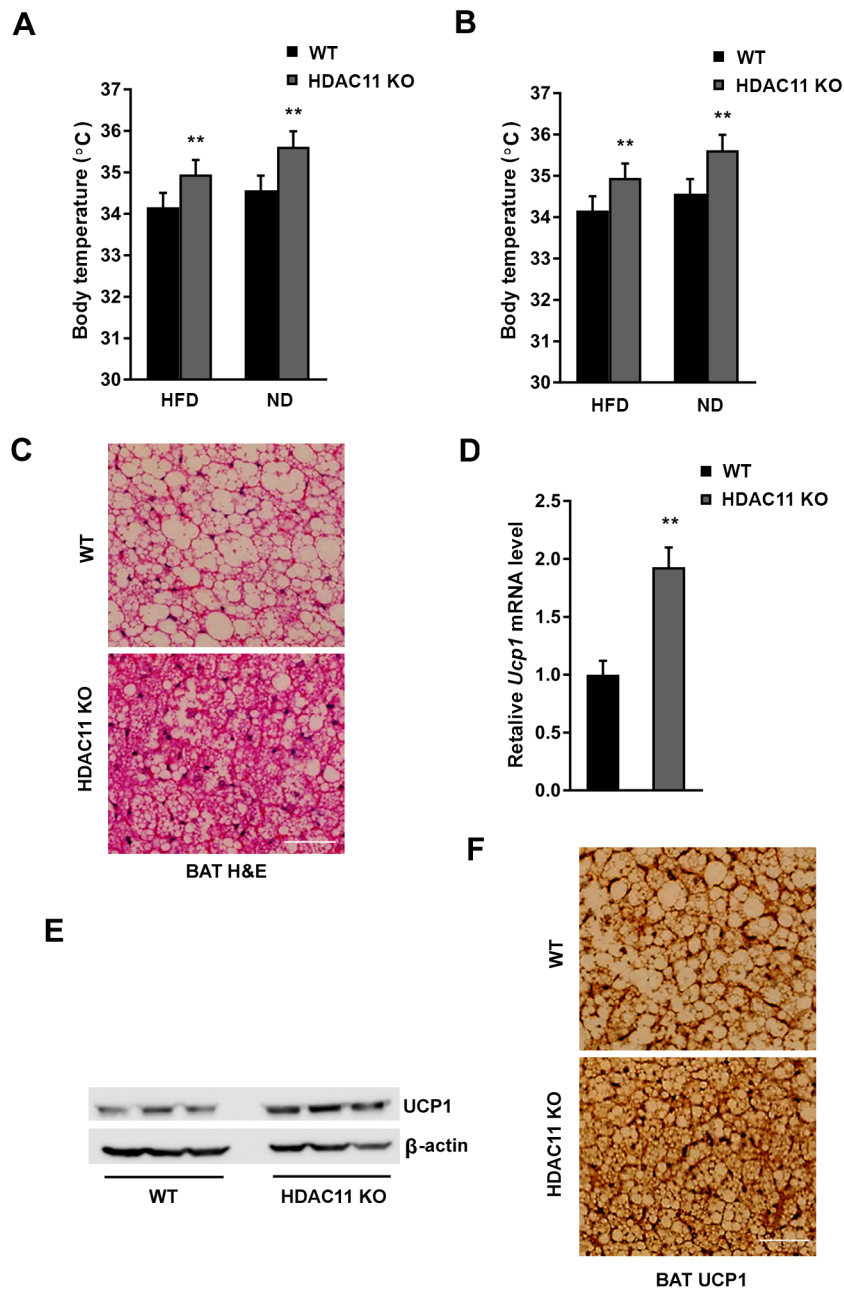 A
WT
HDAC11 KO
Body temperature (°C)
37
36
35
34
33
32
31
30
**
**
HFD
ND
B
WT
HDAC11 KO
Body temperature (°C)
37
36
35
34
33
32
31
30
**
**
HFD
ND
C
WT
HDAC11 KO
BAT H&E
D
WT
HDAC11 KO
Retalive Ucp1 mRNA level
2.5
2.0
1.5
1.0
0.5
0.0
**
E
UCP1
β-actin
WT
HDAC11 KO
F
WT
HDAC11 KO
BAT UCP1